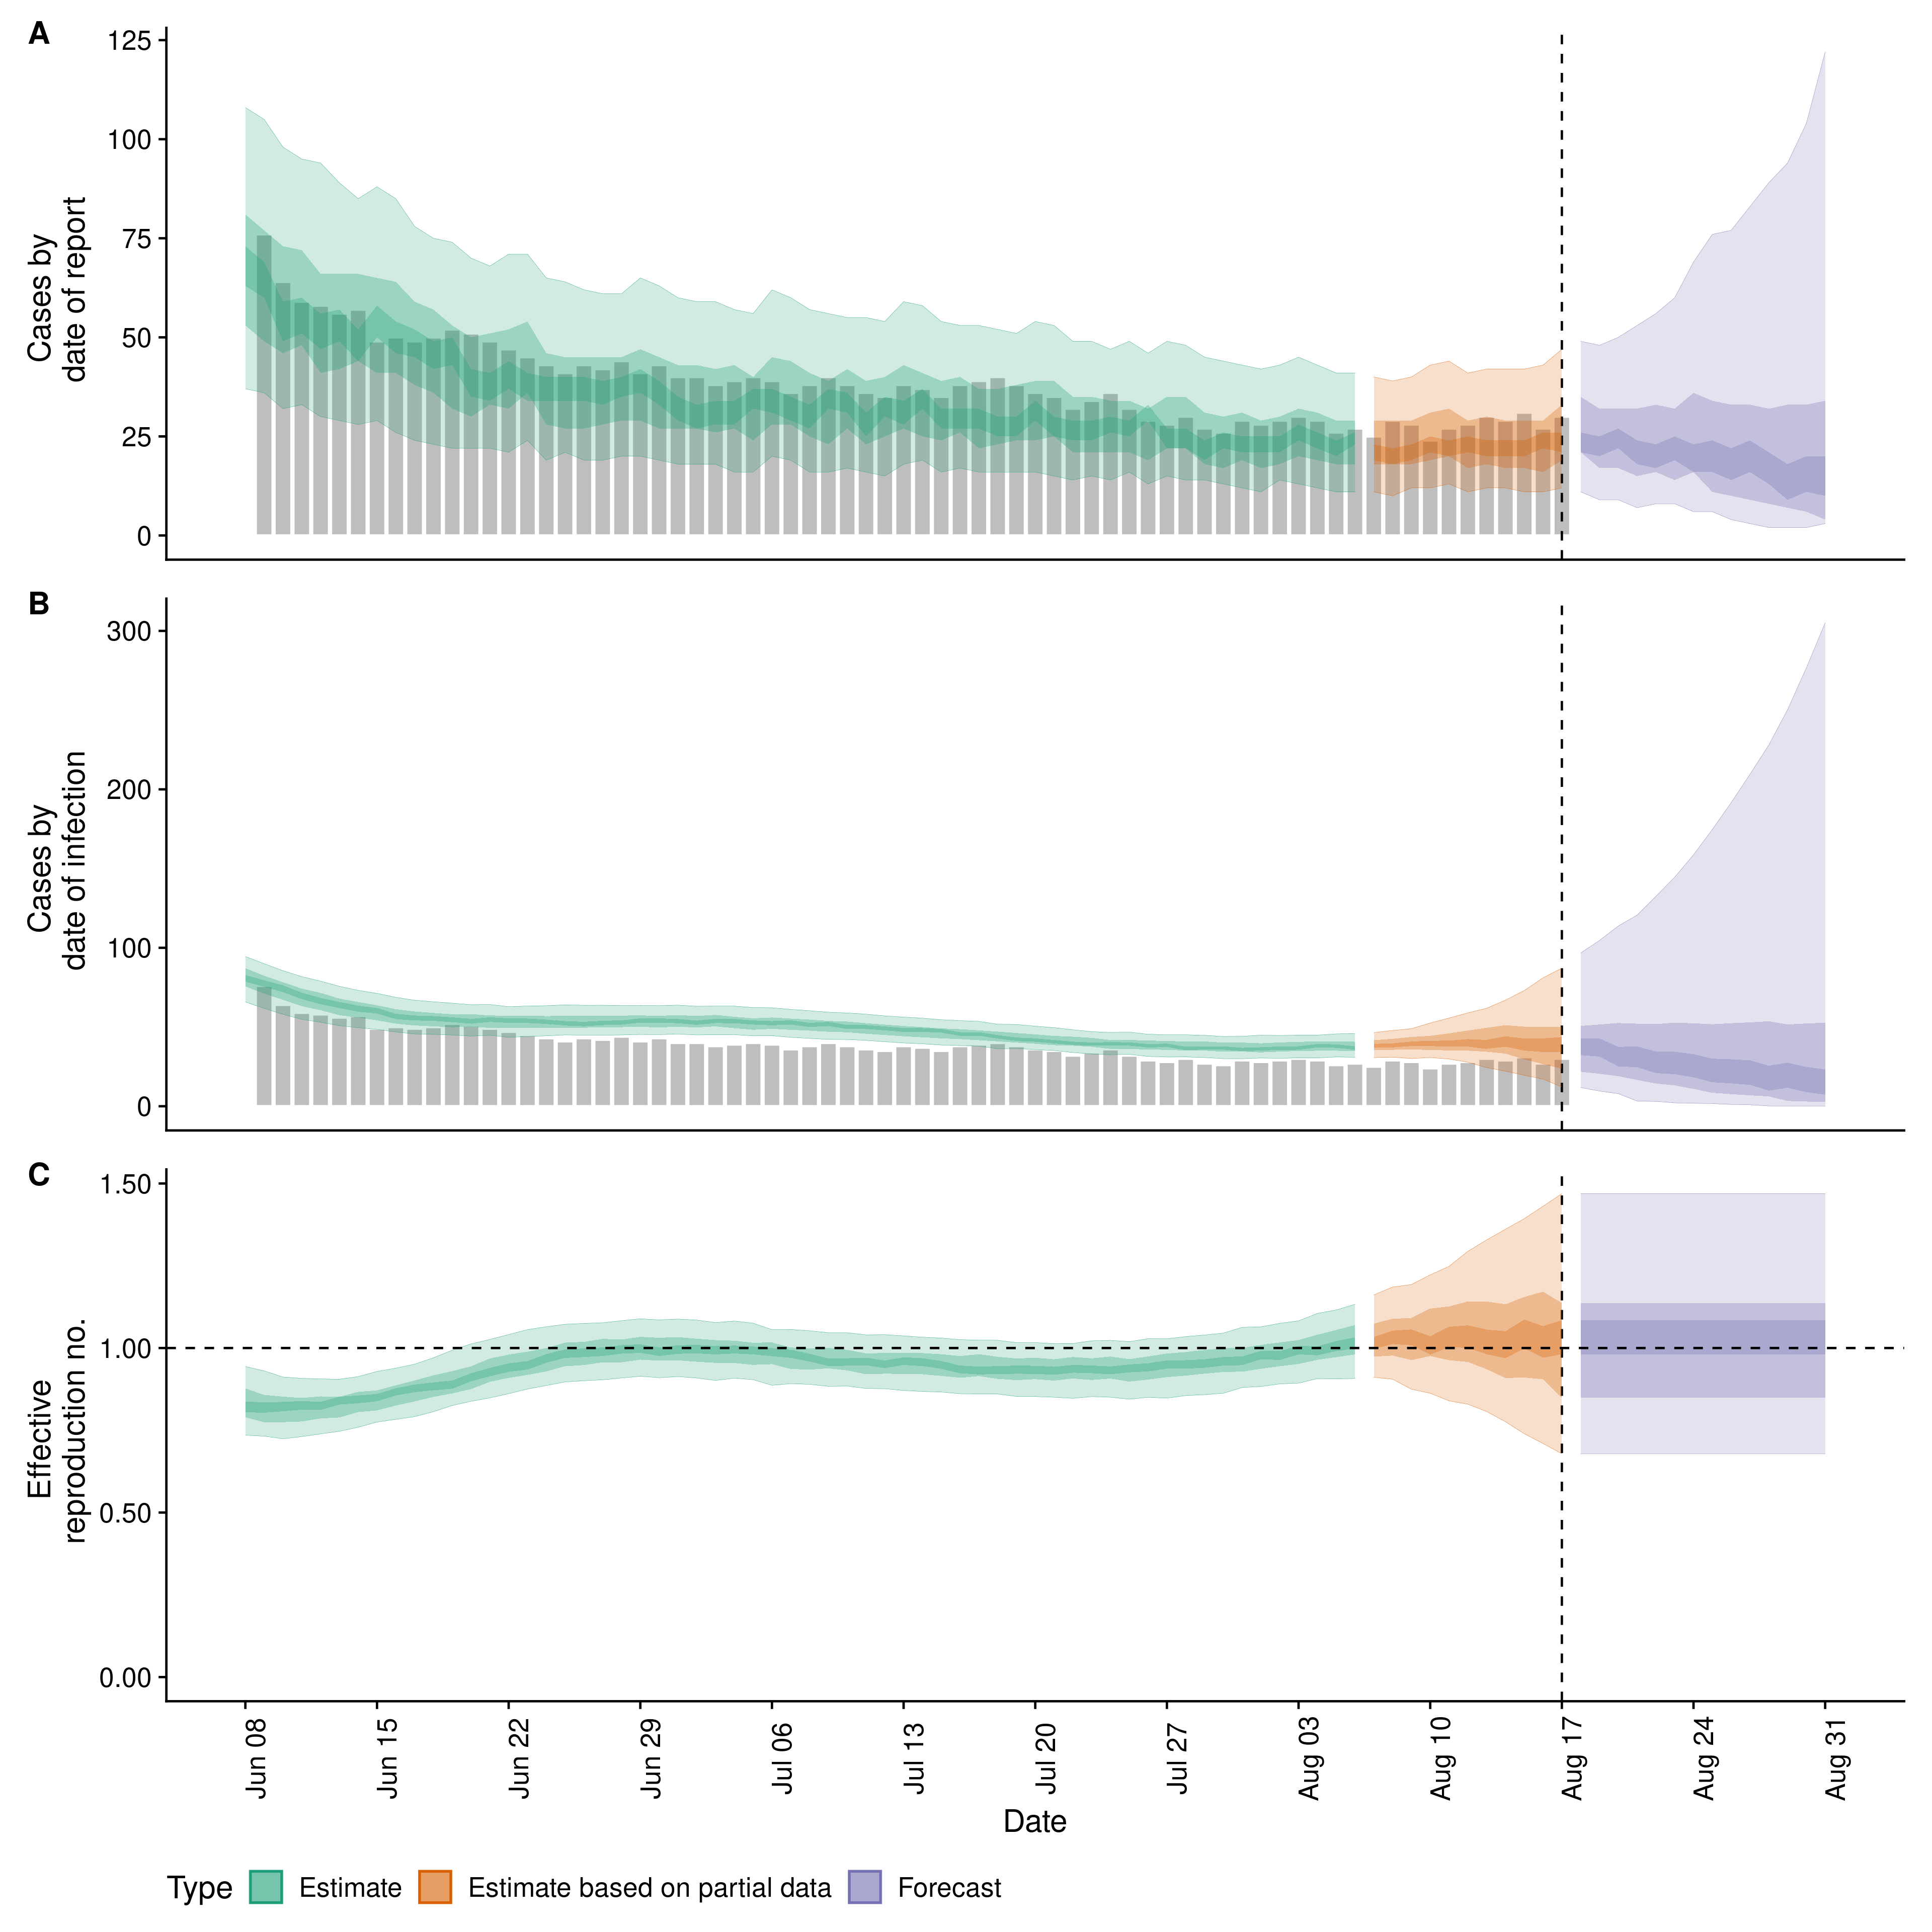 A
Cases by
date of report
125
100
75
50
25
0
B
Cases by
date of infection
300
200
100
0
C
Effective
reproduction no.
1.50
1.00
0.50
0.00
Jun 08
Jun 15
Jun 22
Jun 29
Jul 06
Jul 13
Jul 20
Jul 27
Aug 03
Aug 10
Aug 17
Aug 24
Aug 31
Date
Type Estimate Estimate based on partial data Forecast